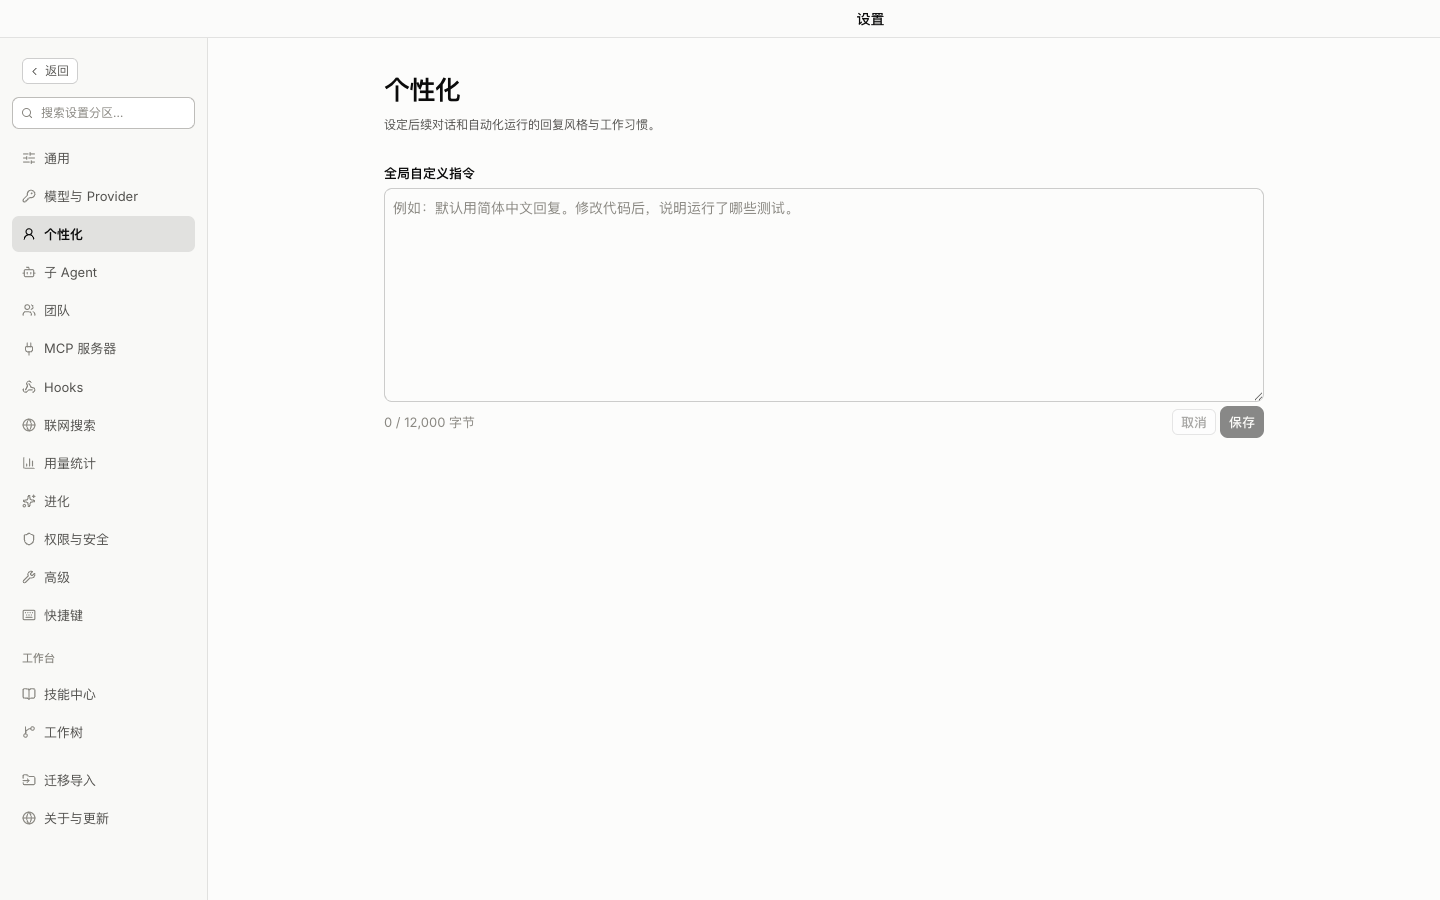 设置
返回
搜索设置分区...
通用
模型与 Provider
个性化
子 Agent
团队
MCP 服务器
Hooks
联网搜索
用量统计
进化
权限与安全
高级
快捷键
工作台
技能中心
工作树
迁移导入
关于与更新
个性化
设定后续对话和自动化运行的回复风格与工作习惯。
全局自定义指令
例如：默认用简体中文回复。修改代码后，说明运行了哪些测试。
0 / 12,000 字节
取消
保存